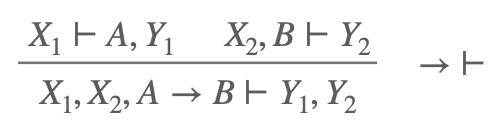 X₁ ⊢ A, Y₁ X₂, B ⊢ Y₂
→ ⊢
X₁, X₂, A → B ⊢ Y₁, Y₂